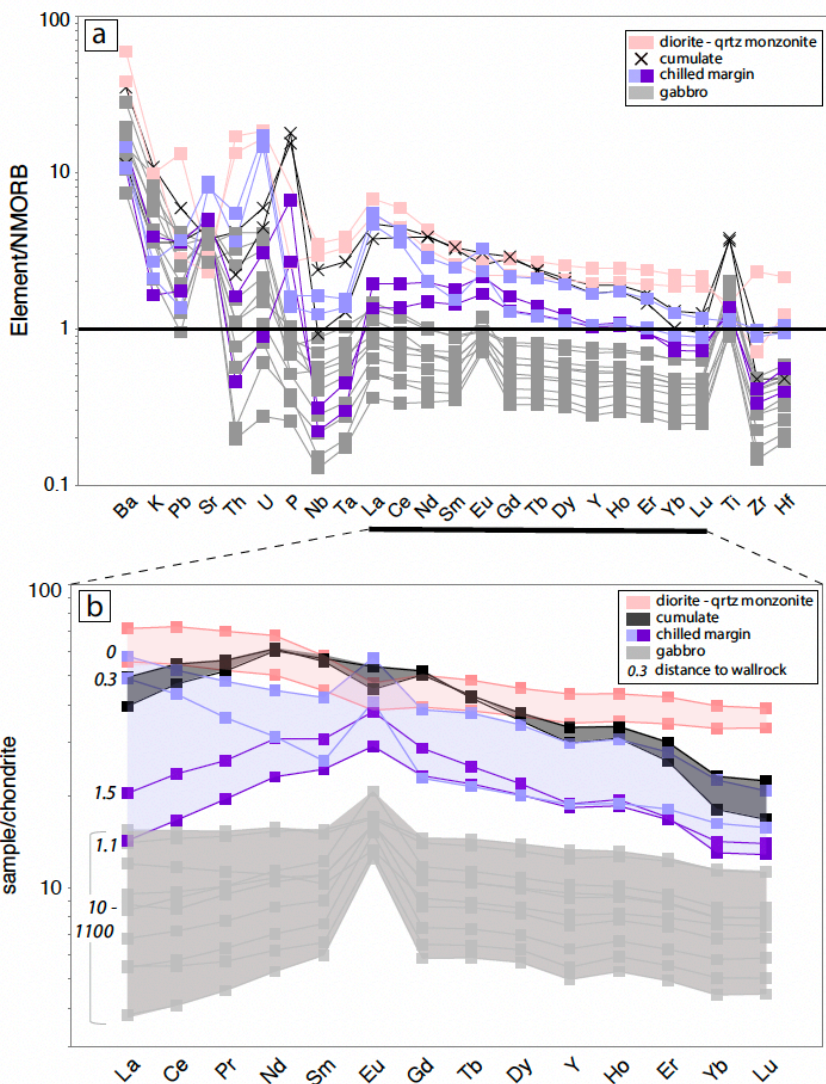 100
a
diorite - qrtz monzonite
cumulate
chilled margin
gabbro
10
Element/NMORB
1
0.1
Ba K Pb Sr Th U P Nb Ta La Ce Nd Sm Eu Gd Tb Dy Y Ho Er Yb Lu Ti Zr Hf
100
b
diorite - qrtz monzonite
cumulate
chilled margin
gabbro
0.3 distance to wallrock
0
0.3
1.5
1.1
sample/chondrite
10
10 -
1100
La Ce Pr Nd Sm Eu Gd Tb Dy Y Ho Er Yb Lu